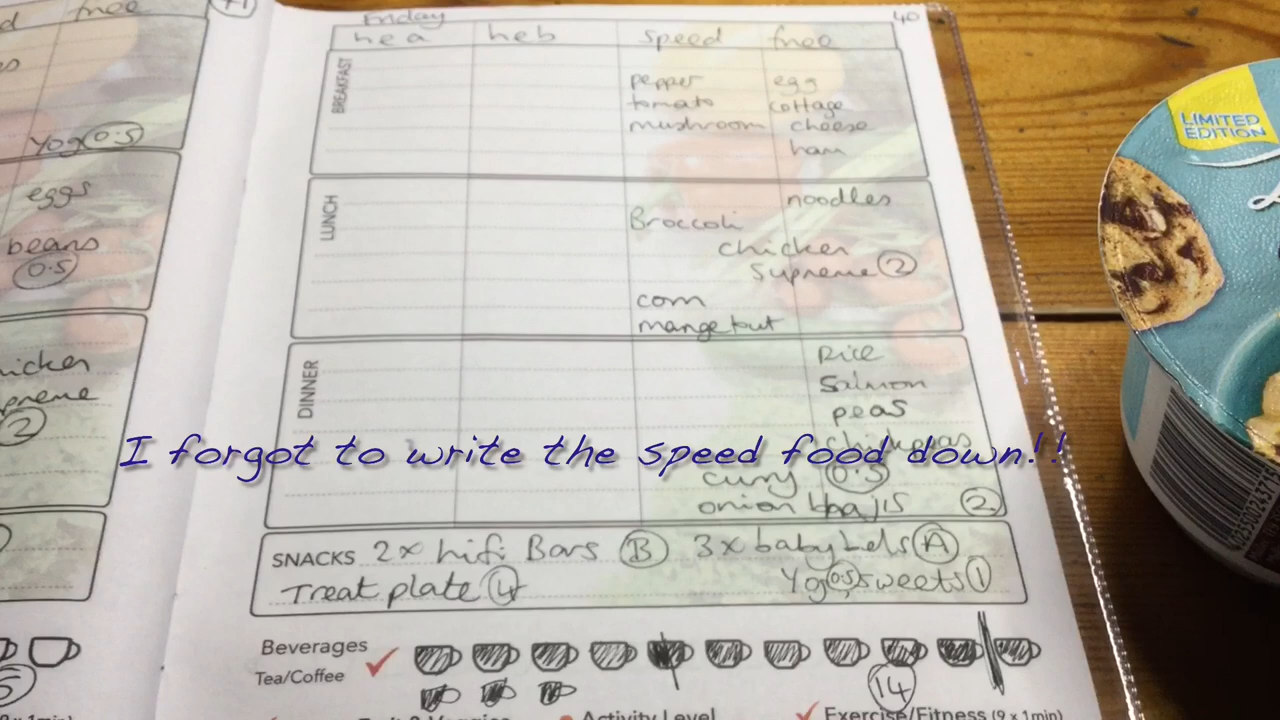 free
Yog 0.5
eggs
beans
0.5
2
Friday
40
hea heb speed free
BREAKFAST
pepper egg
tomato cottage
mushroom cheese
ham
LUNCH
noodles
Broccoli
chicken
supreme 2
corn
mangetout
DINNER
Rice
Salmon
peas
chickpeas
I forgot to write the speed food down!!
curry 0.5
onion bhajis 2
SNACKS 2x hifi Bars B 3x babybels A
Treat plate 4 Yog 0.5 sweets 1
Beverages
Tea/Coffee
14
Activity Level
Exercise/Fitness (9 x 1min)
LIMITED
EDITION